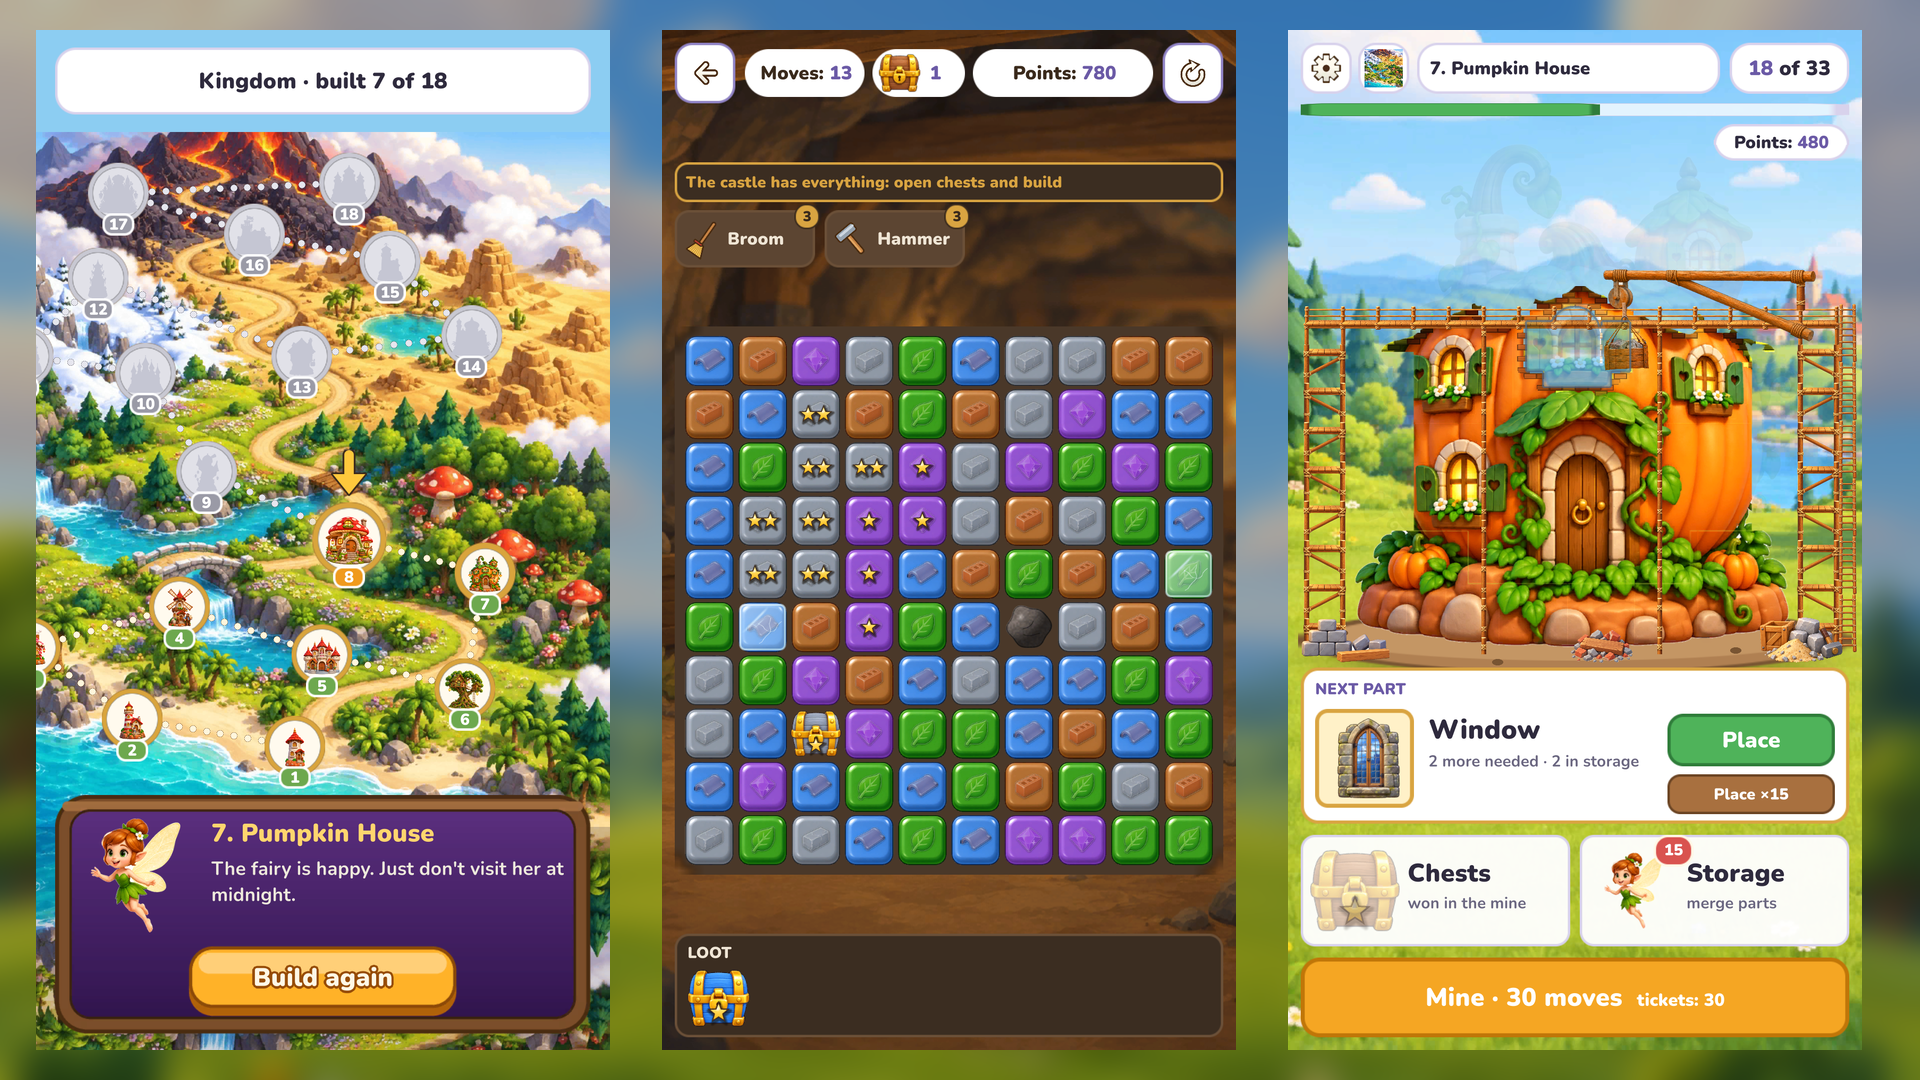 Kingdom · built 7 of 18
17
18
16
15
12
14
13
10
9
8
7
4
5
6
2
1
7. Pumpkin House
The fairy is happy. Just don't visit her at
midnight.
Build again
Moves: 13
1
Points: 780
The castle has everything: open chests and build
Broom
3
Hammer
3
LOOT
7. Pumpkin House
18 of 33
Points: 480
NEXT PART
Window
2 more needed · 2 in storage
Place
Place ×15
Chests
won in the mine
15
Storage
merge parts
Mine · 30 moves tickets: 30